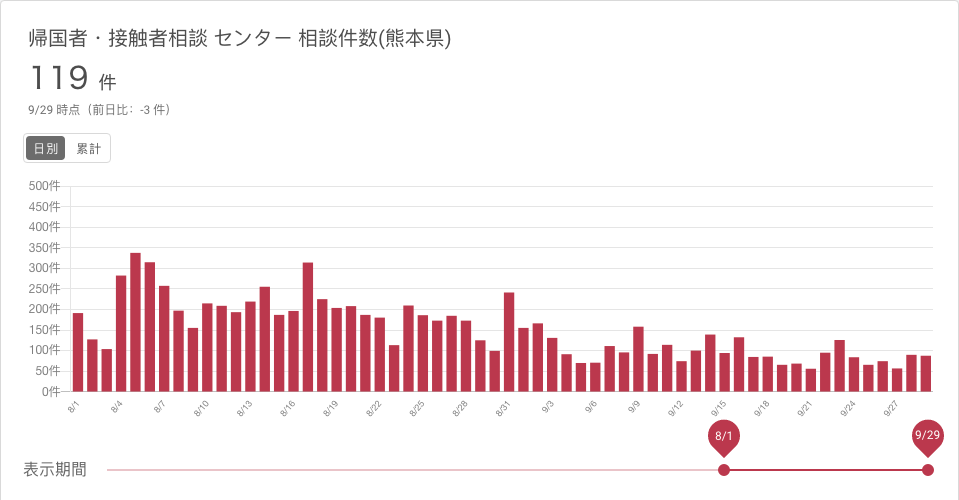 帰国者・接触者相談 センター 相談件数(熊本県)
119 件
9/29 時点（前日比：-3 件）
日別 累計
500件
450件
400件
350件
300件
250件
200件
150件
100件
50件
0件
8/1 8/4 8/7 8/10 8/13 8/16 8/19 8/22 8/25 8/28 8/31 9/3 9/6 9/9 9/12 9/15 9/18 9/21 9/24 9/27
8/1 9/29
表示期間